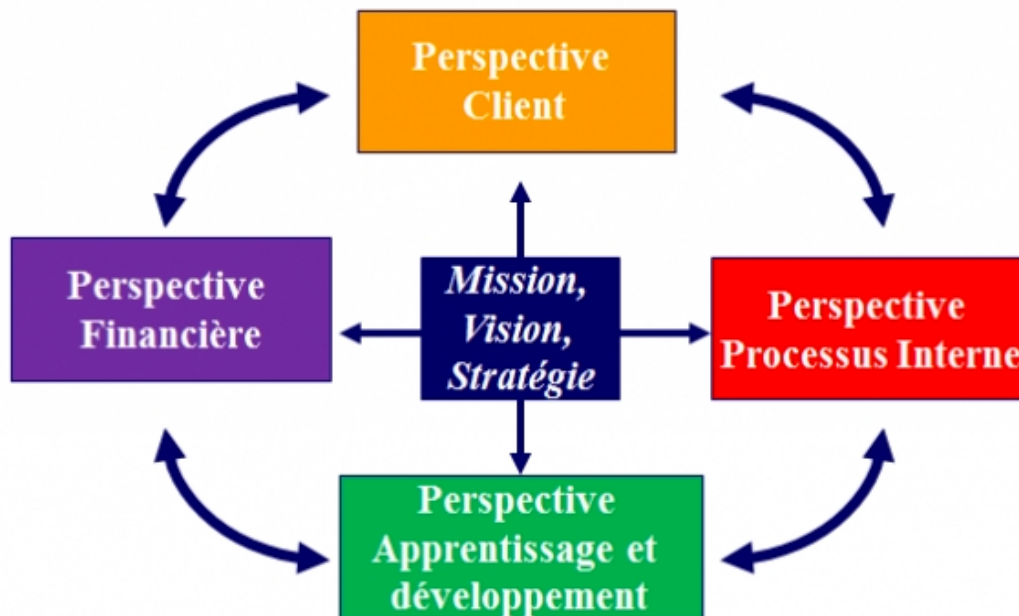 Perspective
Client
Perspective
Financière
Mission,
Vision,
Stratégie
Perspective
Processus Interne
Perspective
Apprentissage et
développement